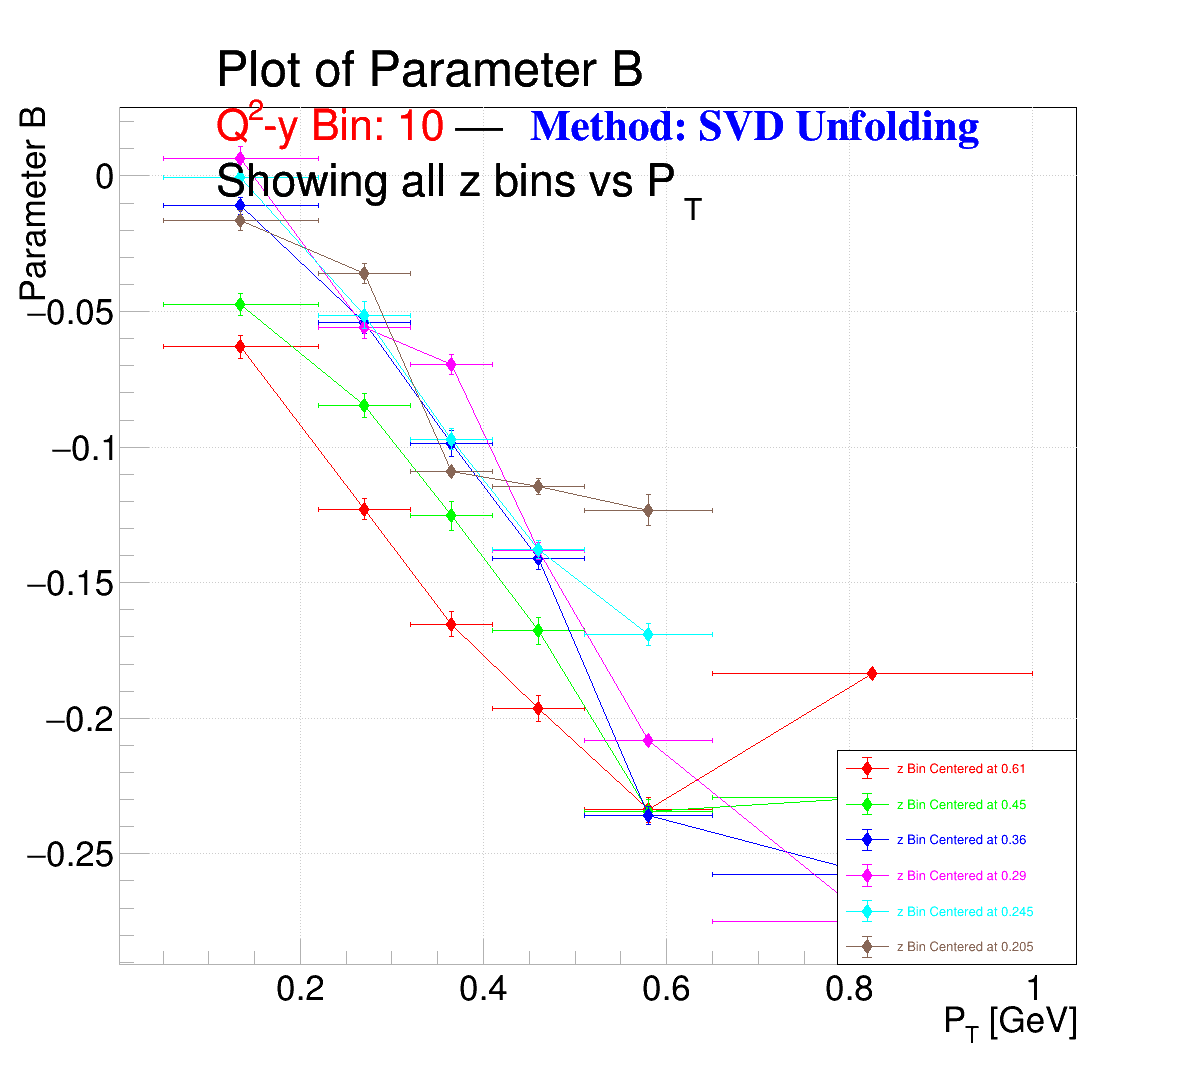 Plot of Parameter B
Q²-y Bin: 10 — Method: SVD Unfolding
Showing all z bins vs P_T
Parameter B
0
−0.05
−0.1
−0.15
−0.2
−0.25
z Bin Centered at 0.61
z Bin Centered at 0.45
z Bin Centered at 0.36
z Bin Centered at 0.29
z Bin Centered at 0.245
z Bin Centered at 0.205
0.2 0.4 0.6 0.8 1
P_T [GeV]